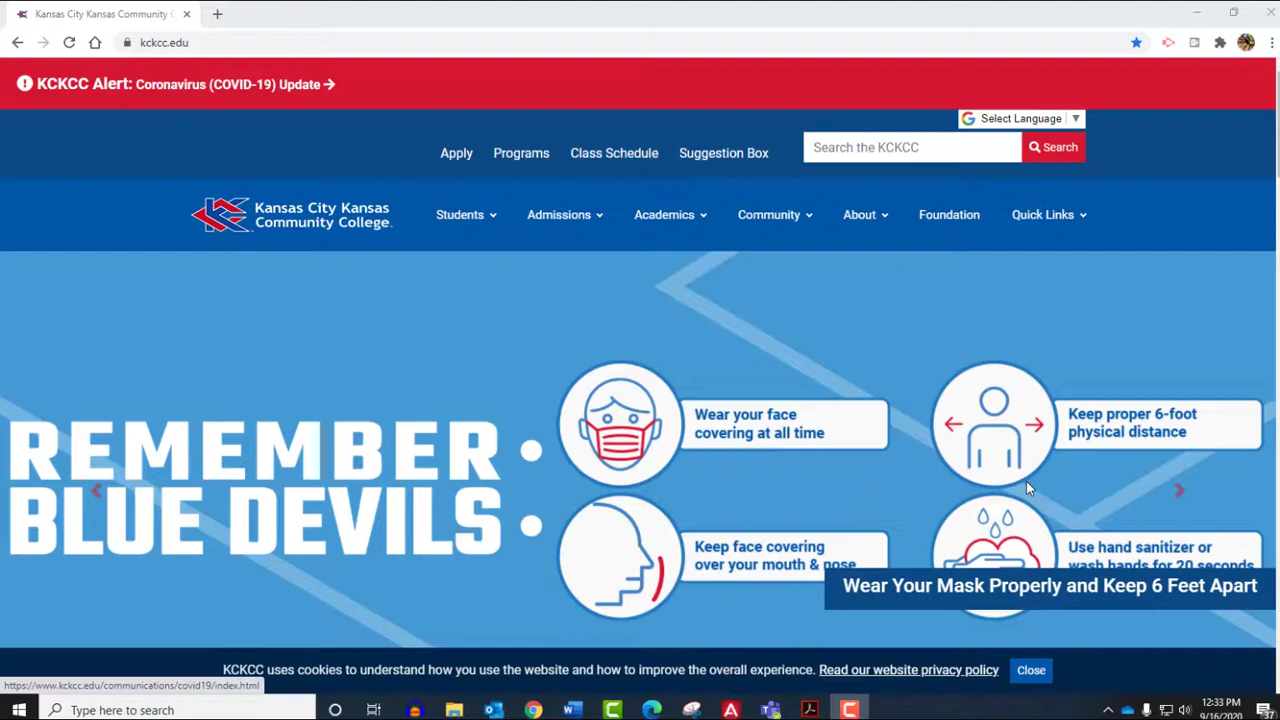 Kansas City Kansas Community C
kckcc.edu
KCKCC Alert: Coronavirus (COVID-19) Update →
Select Language
Apply Programs Class Schedule Suggestion Box
Search the KCKCC Search
Kansas City Kansas
Community College.
Students Admissions Academics Community About Foundation Quick Links
REMEMBER
BLUE DEVILS
Wear your face
covering at all time
Keep proper 6-foot
physical distance
Keep face covering
over your mouth & nose
Use hand sanitizer or
wash hands for 20 seconds
Wear Your Mask Properly and Keep 6 Feet Apart
KCKCC uses cookies to understand how you use the website and how to improve the overall experience. Read our website privacy policy Close
https://www.kckcc.edu/communications/covid19/index.html
Type here to search
12:33 PM
9/16/2020